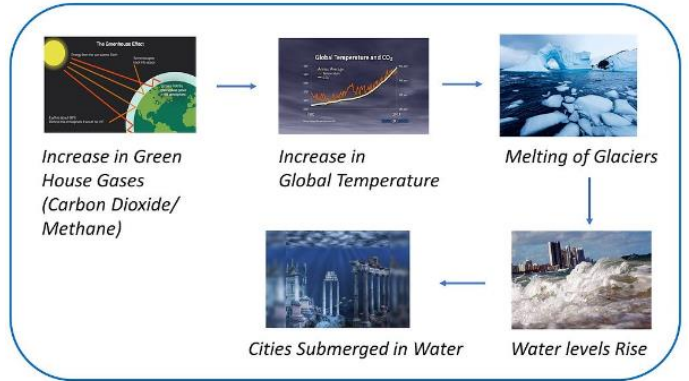 The Greenhouse Effect
Increase in Green
House Gases
(Carbon Dioxide/
Methane)
Global Temperature and CO₂
Increase in
Global Temperature
Melting of Glaciers
Water levels Rise
Cities Submerged in Water